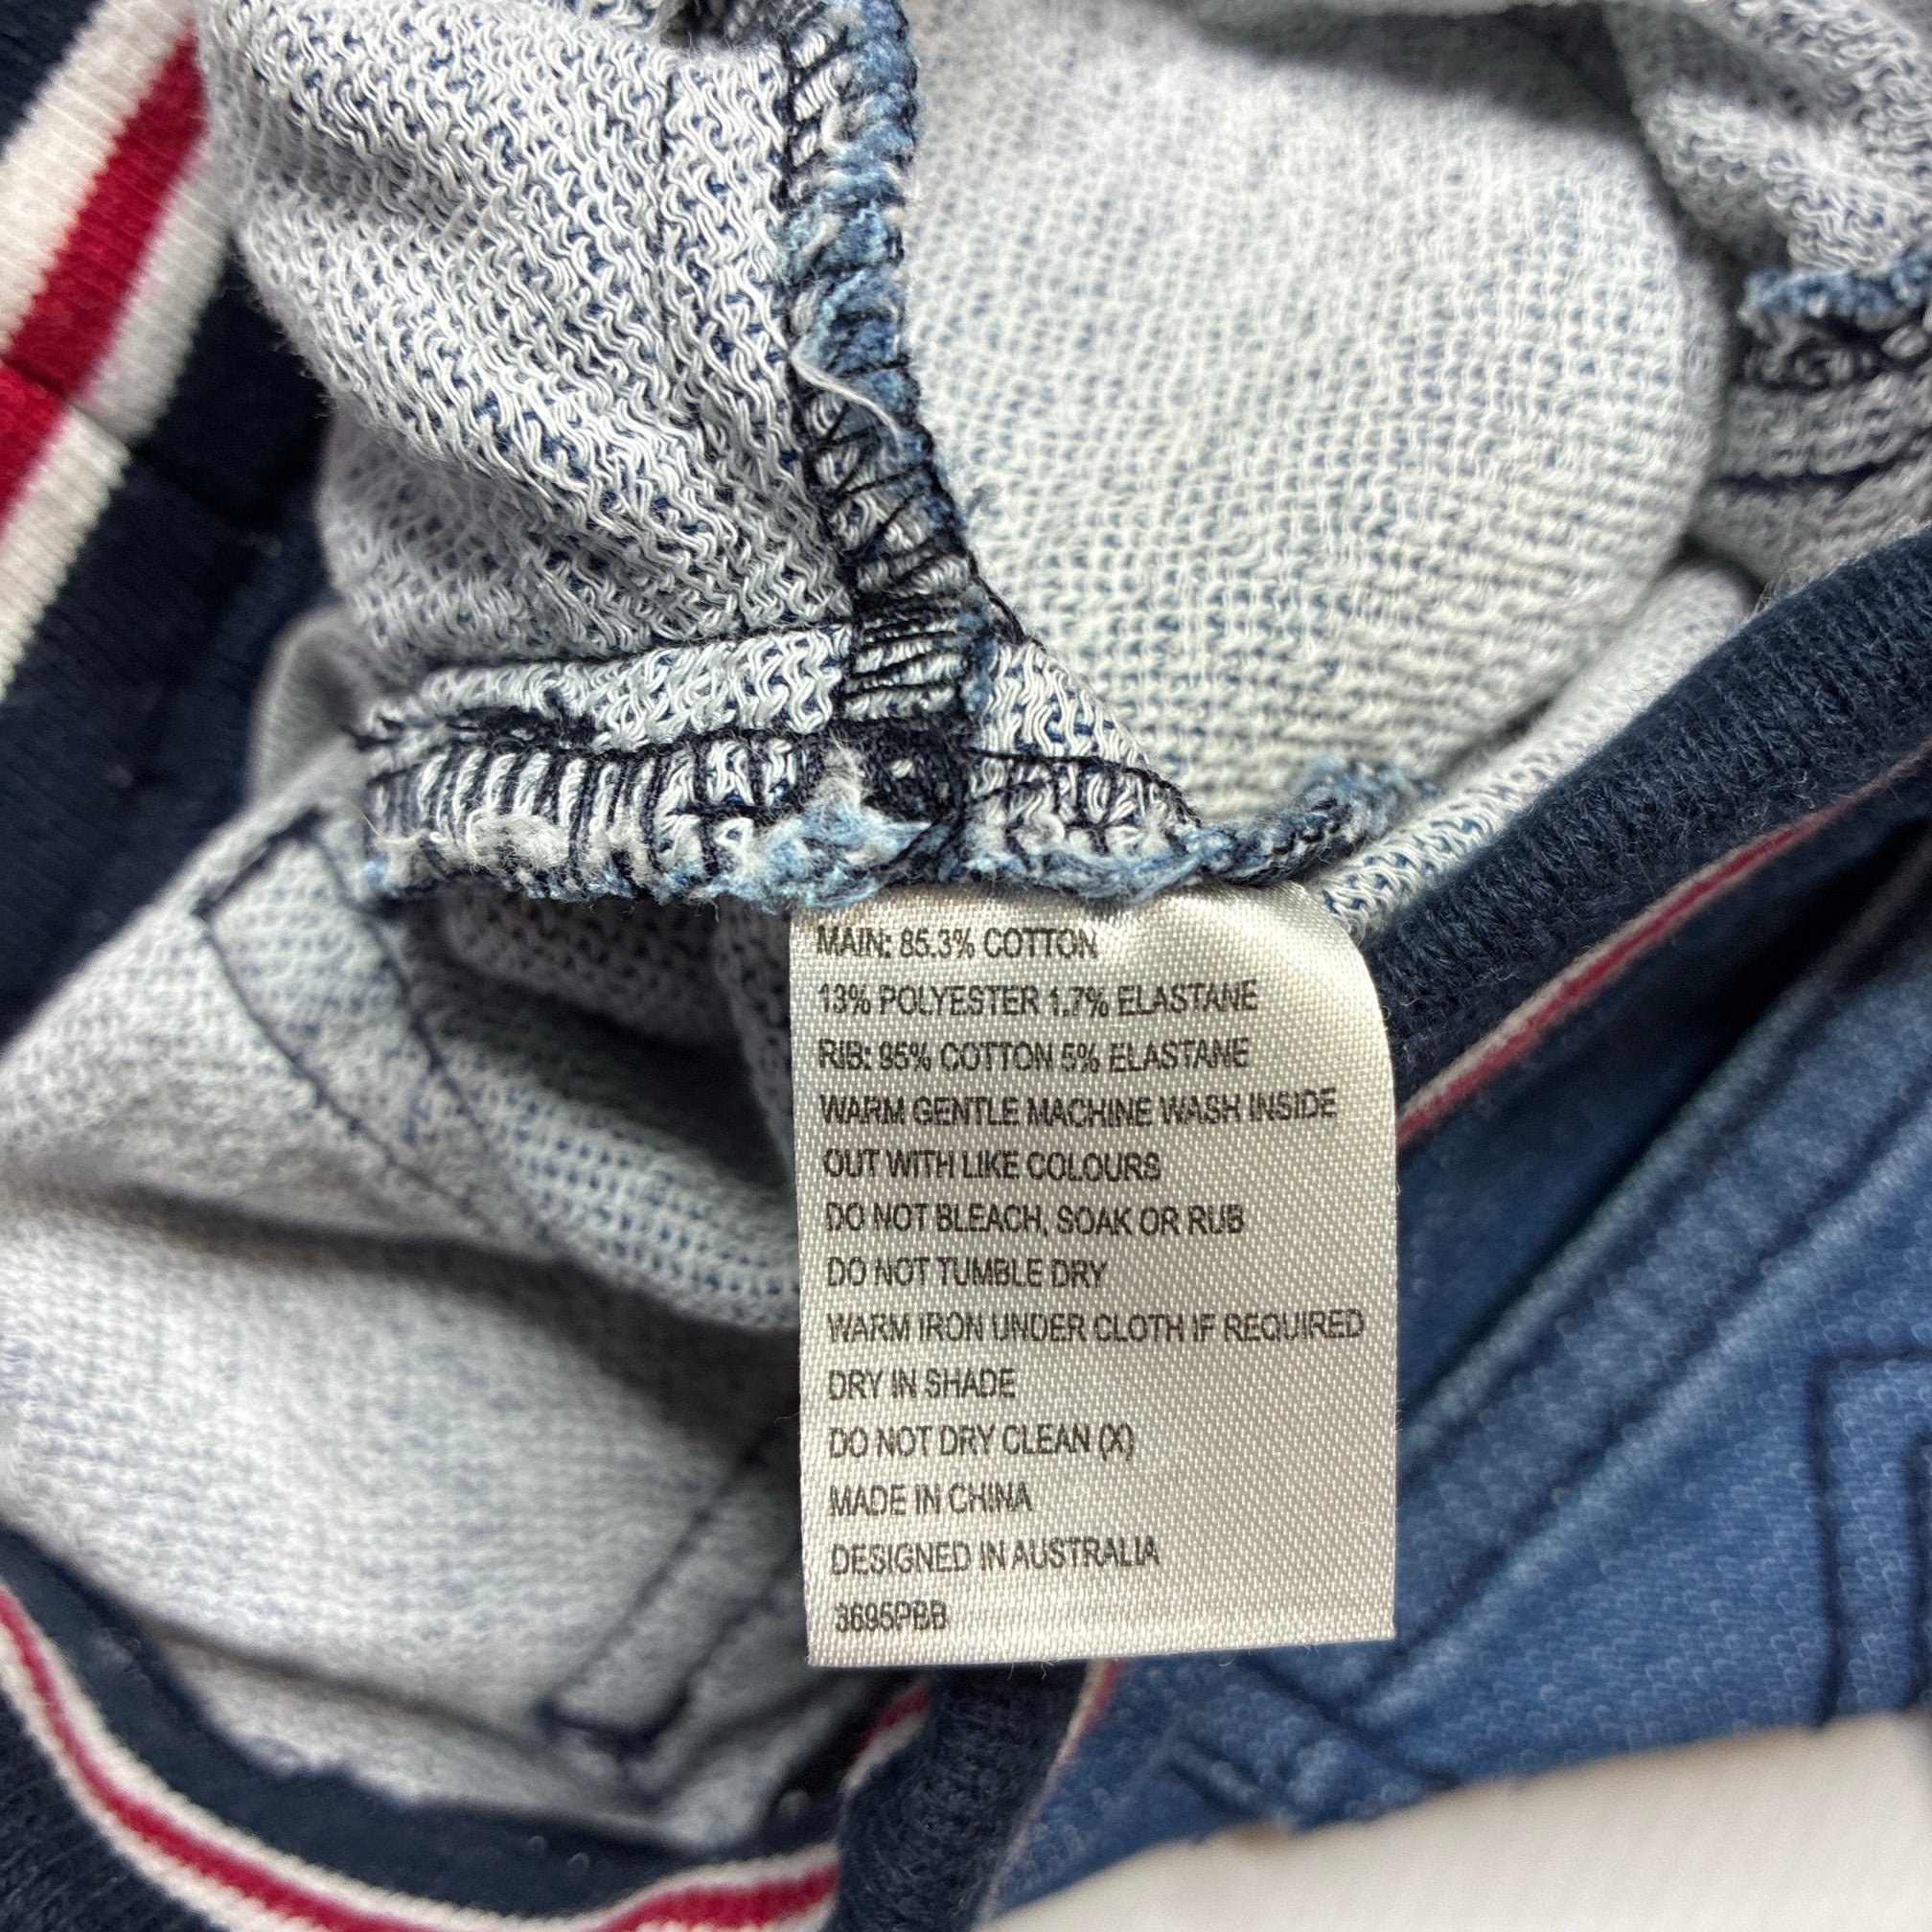 MAIN: 85.3% COTTON
13% POLYESTER 1.7% ELASTANE
RIB: 95% COTTON 5% ELASTANE
WARM GENTLE MACHINE WASH INSIDE
OUT WITH LIKE COLOURS
DO NOT BLEACH, SOAK OR RUB
DO NOT TUMBLE DRY
WARM IRON UNDER CLOTH IF REQUIRED
DRY IN SHADE
DO NOT DRY CLEAN (X)
MADE IN CHINA
DESIGNED IN AUSTRALIA
3695PBB